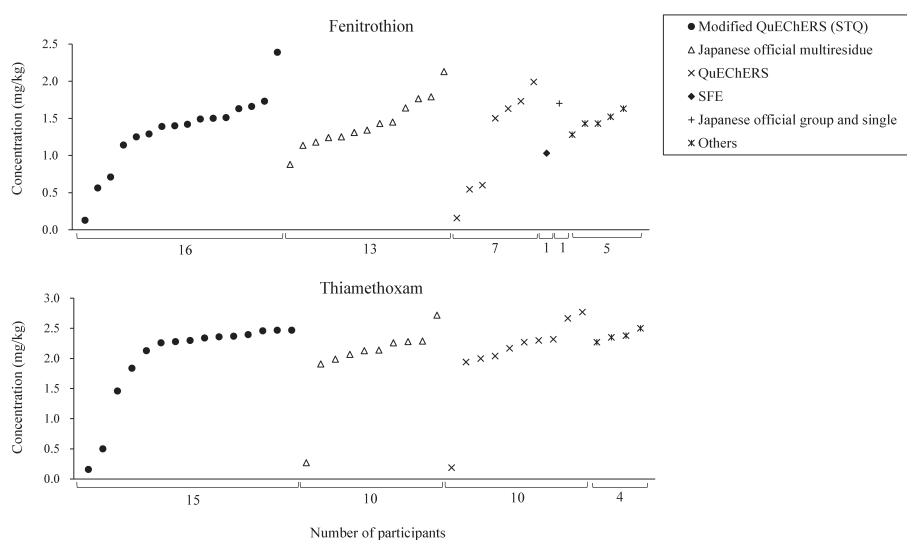 Fenitrothion
Concentration (mg/kg)
2.5
2.0
1.5
1.0
0.5
0.0
16 13 7 1 1 5
Modified QuEChERS (STQ)
Japanese official multiresidue
QuEChERS
SFE
Japanese official group and single
Others
Thiamethoxam
Concentration (mg/kg)
3.0
2.5
2.0
1.5
1.0
0.5
0.0
15 10 10 4
Number of participants